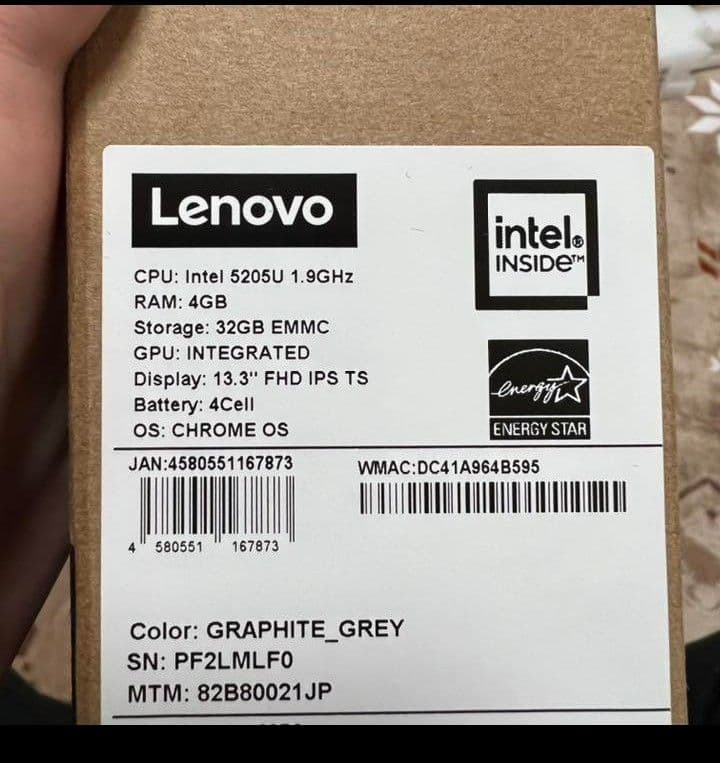 Lenovo
intel®
INSIDE™
CPU: Intel 5205U 1.9GHz
RAM: 4GB
Storage: 32GB EMMC
GPU: INTEGRATED
Display: 13.3" FHD IPS TS
Battery: 4Cell
OS: CHROME OS
energy
ENERGY STAR
JAN:4580551167873
4 580551 167873
WMAC:DC41A964B595
Color: GRAPHITE_GREY
SN: PF2LMLF0
MTM: 82B80021JP